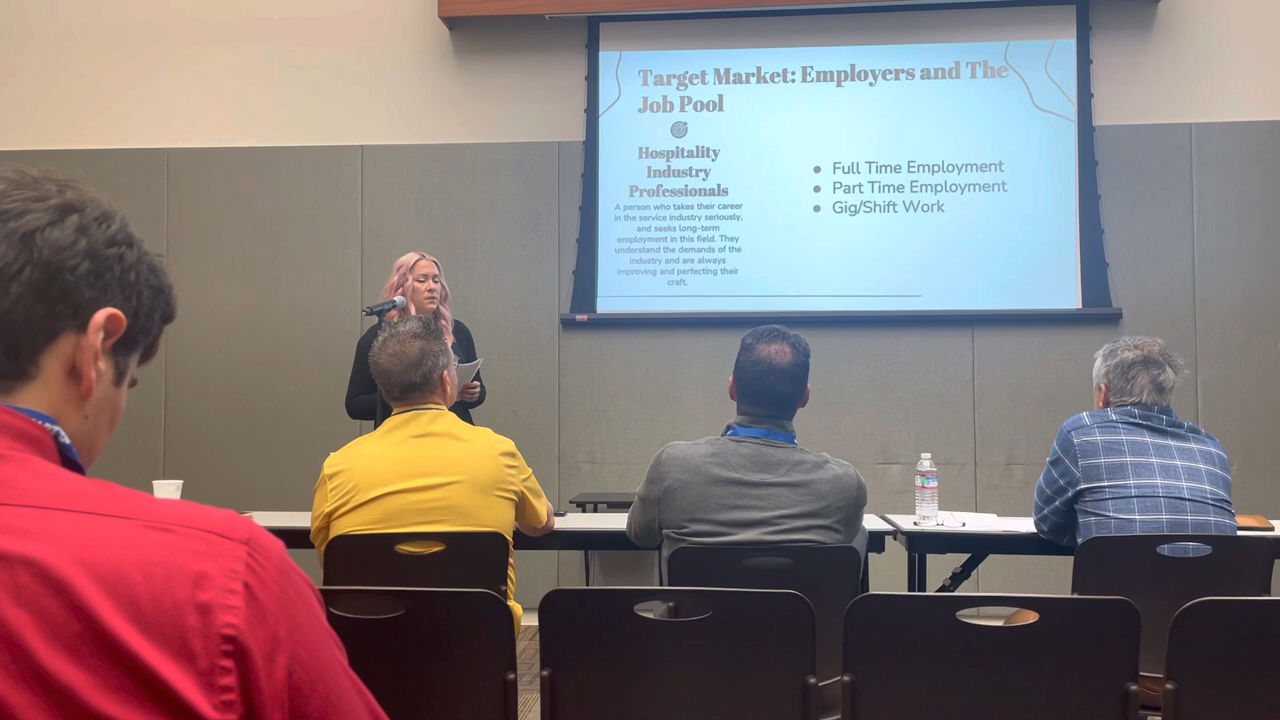 Target Market: Employers and The
Job Pool
Hospitality
Industry
Professionals
A person who takes their career
in the service industry seriously,
and seeks long-term
employment in this field. They
understand the demands of the
industry and are always
improving and perfecting their
craft.
● Full Time Employment
● Part Time Employment
● Gig/Shift Work